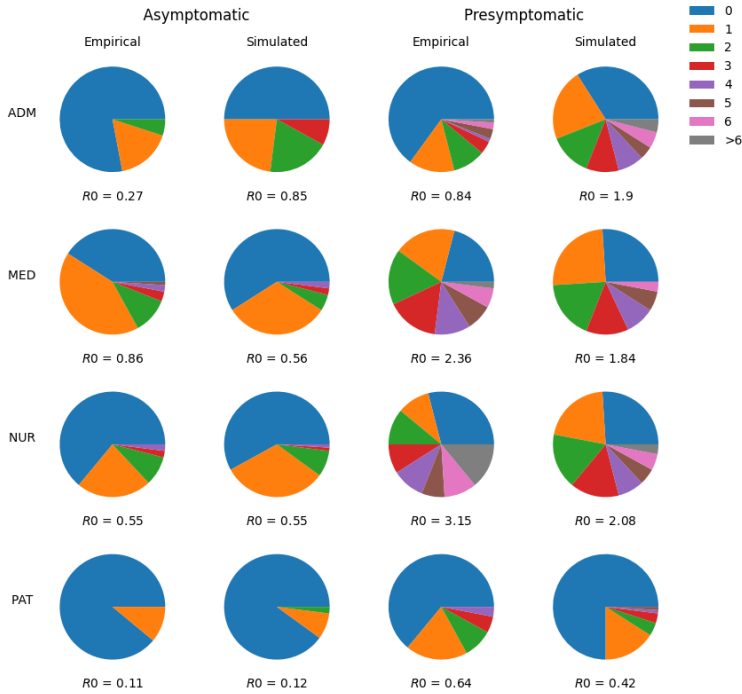 Asymptomatic Presymptomatic
Empirical Simulated Empirical Simulated
0
1
2
3
4
5
6
>6
ADM
R0 = 0.27 R0 = 0.85 R0 = 0.84 R0 = 1.9
MED
R0 = 0.86 R0 = 0.56 R0 = 2.36 R0 = 1.84
NUR
R0 = 0.55 R0 = 0.55 R0 = 3.15 R0 = 2.08
PAT
R0 = 0.11 R0 = 0.12 R0 = 0.64 R0 = 0.42